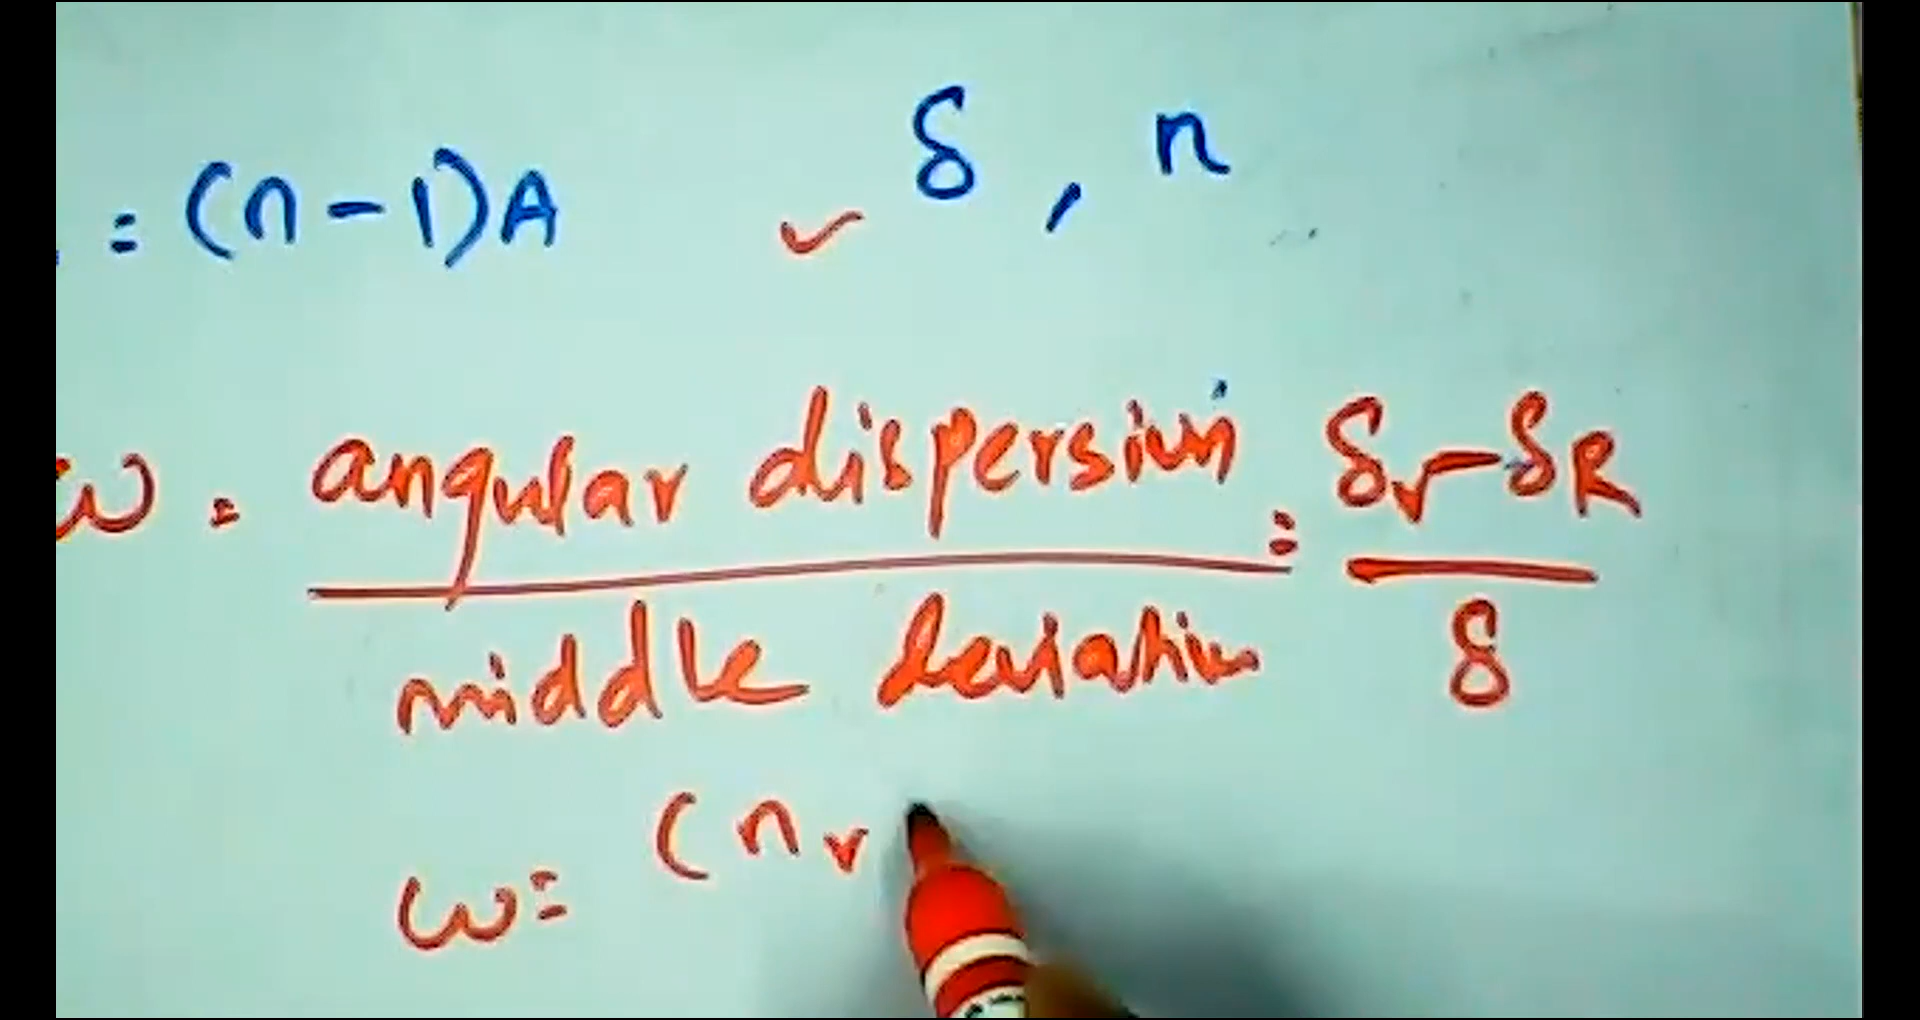 = (n-1)A δ, n
ω = angular dispersion = δv-δR
middle deviation δ
ω= (nv